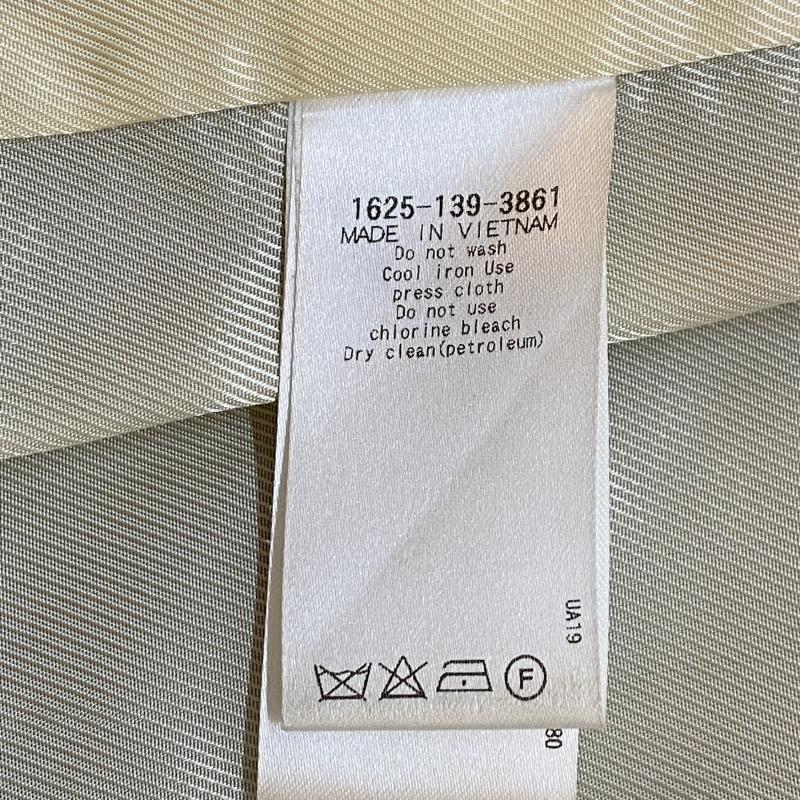 1625-139-3861
MADE IN VIETNAM
Do not wash
Cool iron Use
press cloth
Do not use
chlorine bleach
Dry clean(petroleum)
UA19
F
80